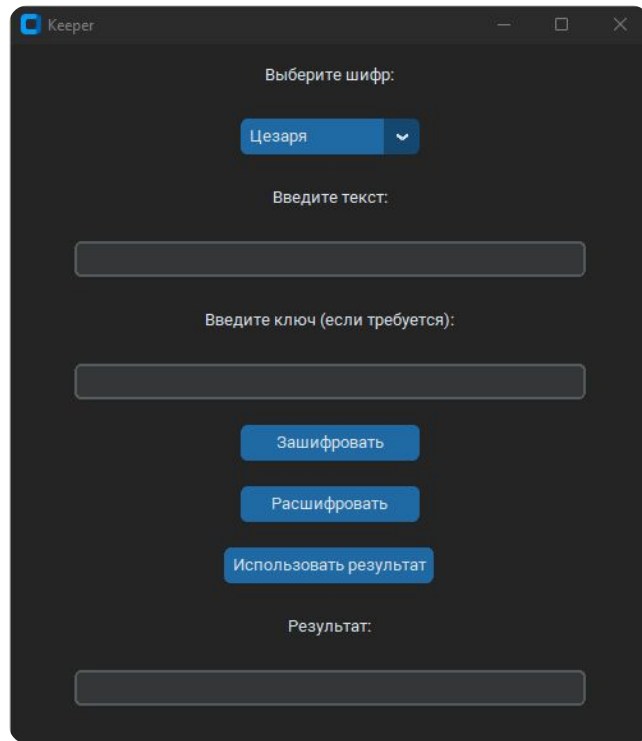 Keeper
Выберите шифр:
Цезаря
Введите текст:
Введите ключ (если требуется):
Зашифровать
Расшифровать
Использовать результат
Результат: